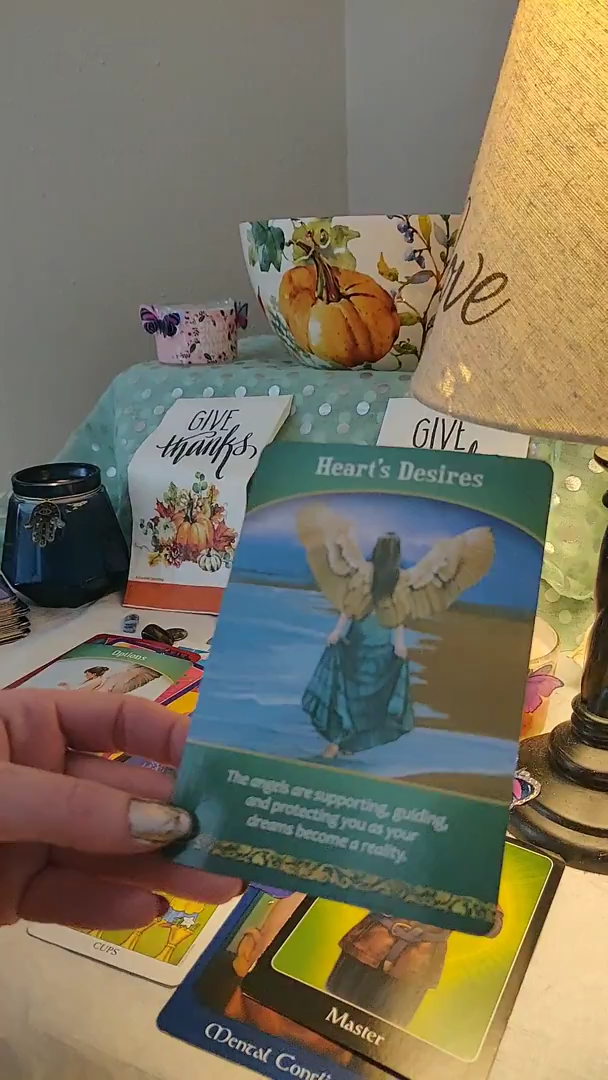 ve
GIVE
thanks
GIVE
Heart's Desires
Options
The angels are supporting, guiding,
and protecting you as your
dreams become a reality.
CUPS
Master
Mental